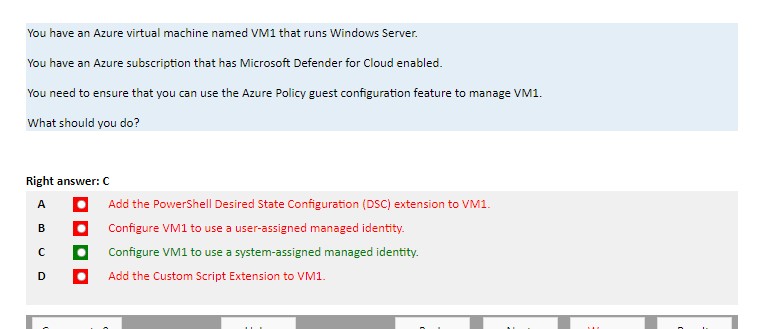 You have an Azure virtual machine named VM1 that runs Windows Server.
You have an Azure subscription that has Microsoft Defender for Cloud enabled.
You need to ensure that you can use the Azure Policy guest configuration feature to manage VM1.
What should you do?
Right answer: C
A Add the PowerShell Desired State Configuration (DSC) extension to VM1.
B Configure VM1 to use a user-assigned managed identity.
C Configure VM1 to use a system-assigned managed identity.
D Add the Custom Script Extension to VM1.